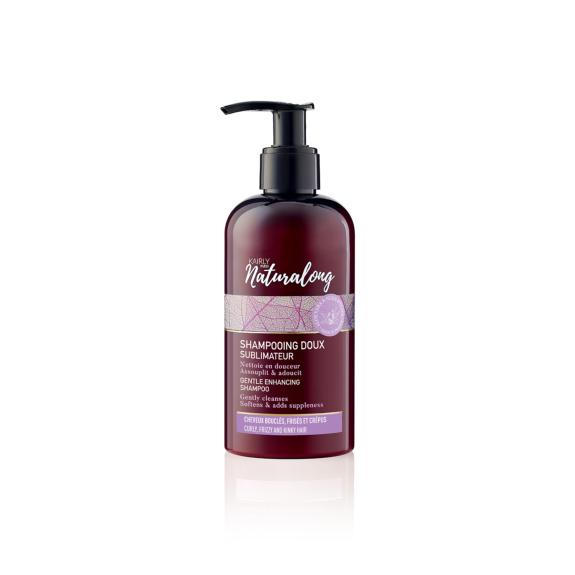 KAIRLY
Naturalong
SHAMPOOING DOUX
SUBLIMATEUR
Nettoie en douceur
Assouplit & adoucit
GENTLE ENHANCING
SHAMPOO
Gently cleanses
Softens & adds suppleness
CHEVEUX BOUCLÉS, FRISÉS ET CRÉPUS
CURLY, FRIZZY AND KINKY HAIR